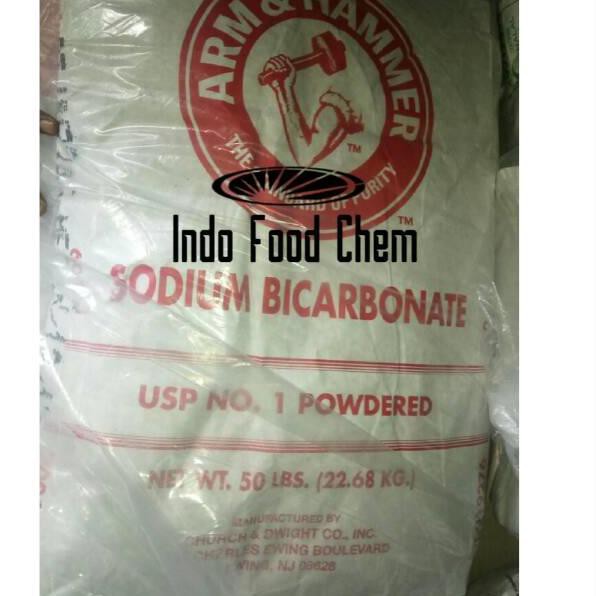 ARM & HAMMER
TM
THE STANDARD OF PURITY
TM
Indo Food Chem
SODIUM BICARBONATE
USP NO. 1 POWDERED
NET WT. 50 LBS. (22.68 KG.)
MANUFACTURED BY
CHURCH & DWIGHT CO., INC.
CHARLES EWING BOULEVARD
EWING, NJ 08628